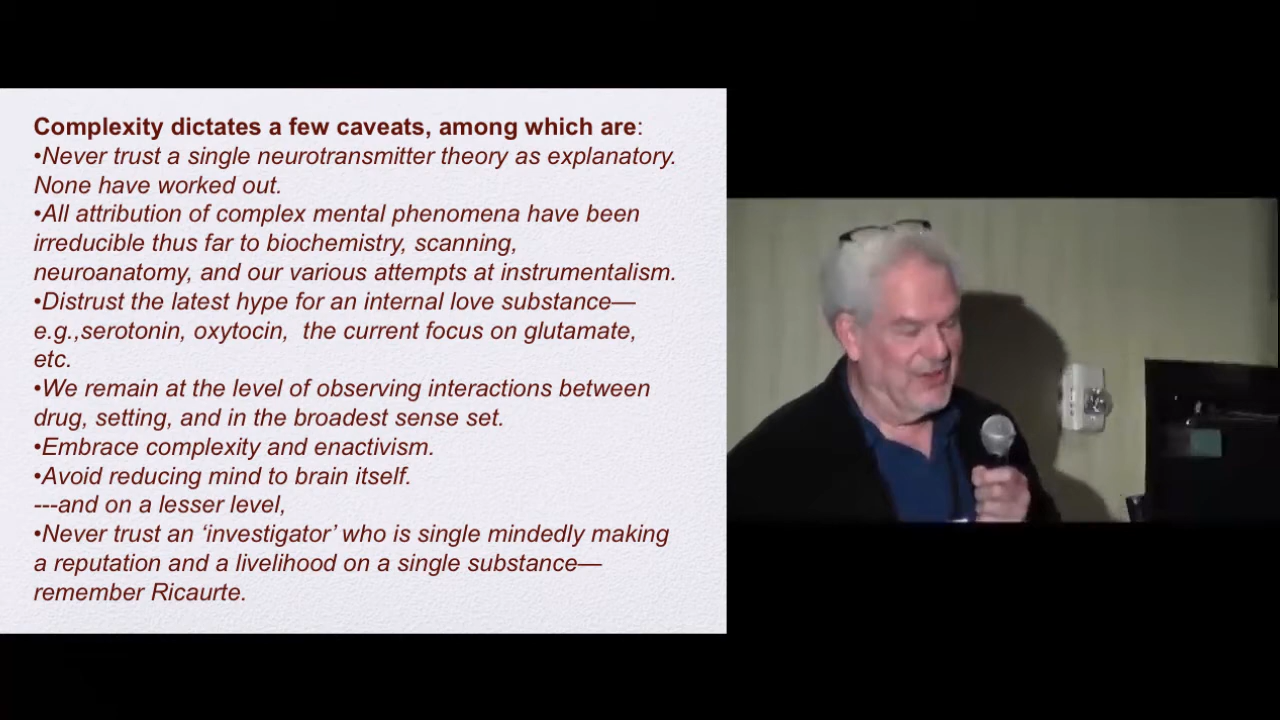 Complexity dictates a few caveats, among which are:
•Never trust a single neurotransmitter theory as explanatory.
None have worked out.
•All attribution of complex mental phenomena have been
irreducible thus far to biochemistry, scanning,
neuroanatomy, and our various attempts at instrumentalism.
•Distrust the latest hype for an internal love substance—
e.g.,serotonin, oxytocin,  the current focus on glutamate,
etc.
•We remain at the level of observing interactions between
drug, setting, and in the broadest sense set.
•Embrace complexity and enactivism.
•Avoid reducing mind to brain itself.
---and on a lesser level,
•Never trust an ‘investigator’ who is single mindedly making
a reputation and a livelihood on a single substance—
remember Ricaurte.